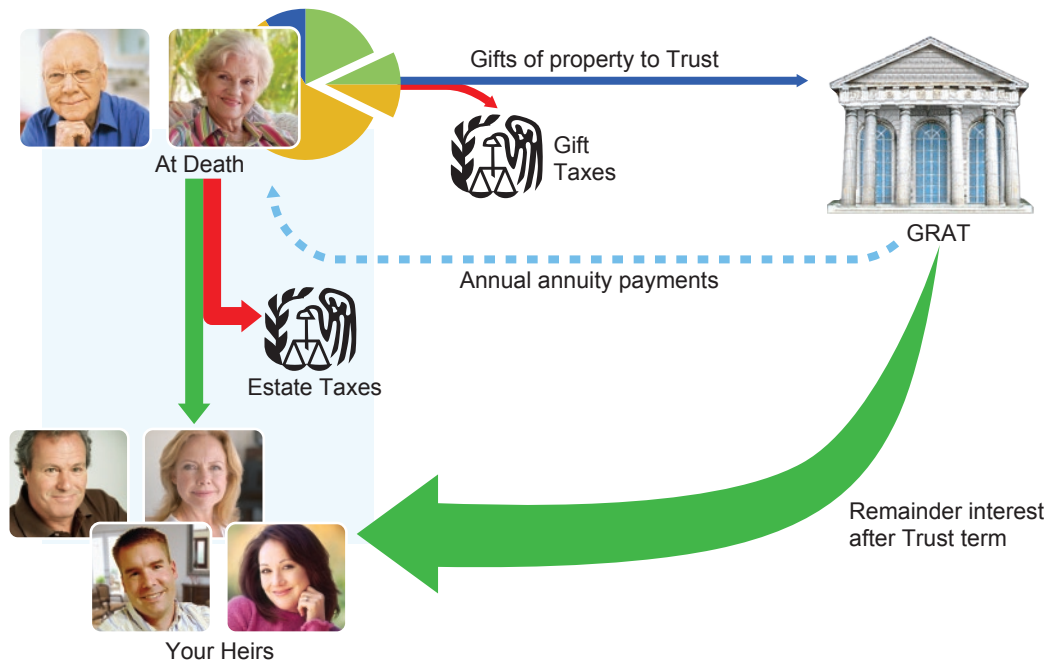 Gifts of property to Trust
Gift
Taxes
At Death
GRAT
Annual annuity payments
Estate Taxes
Remainder interest
after Trust term
Your Heirs